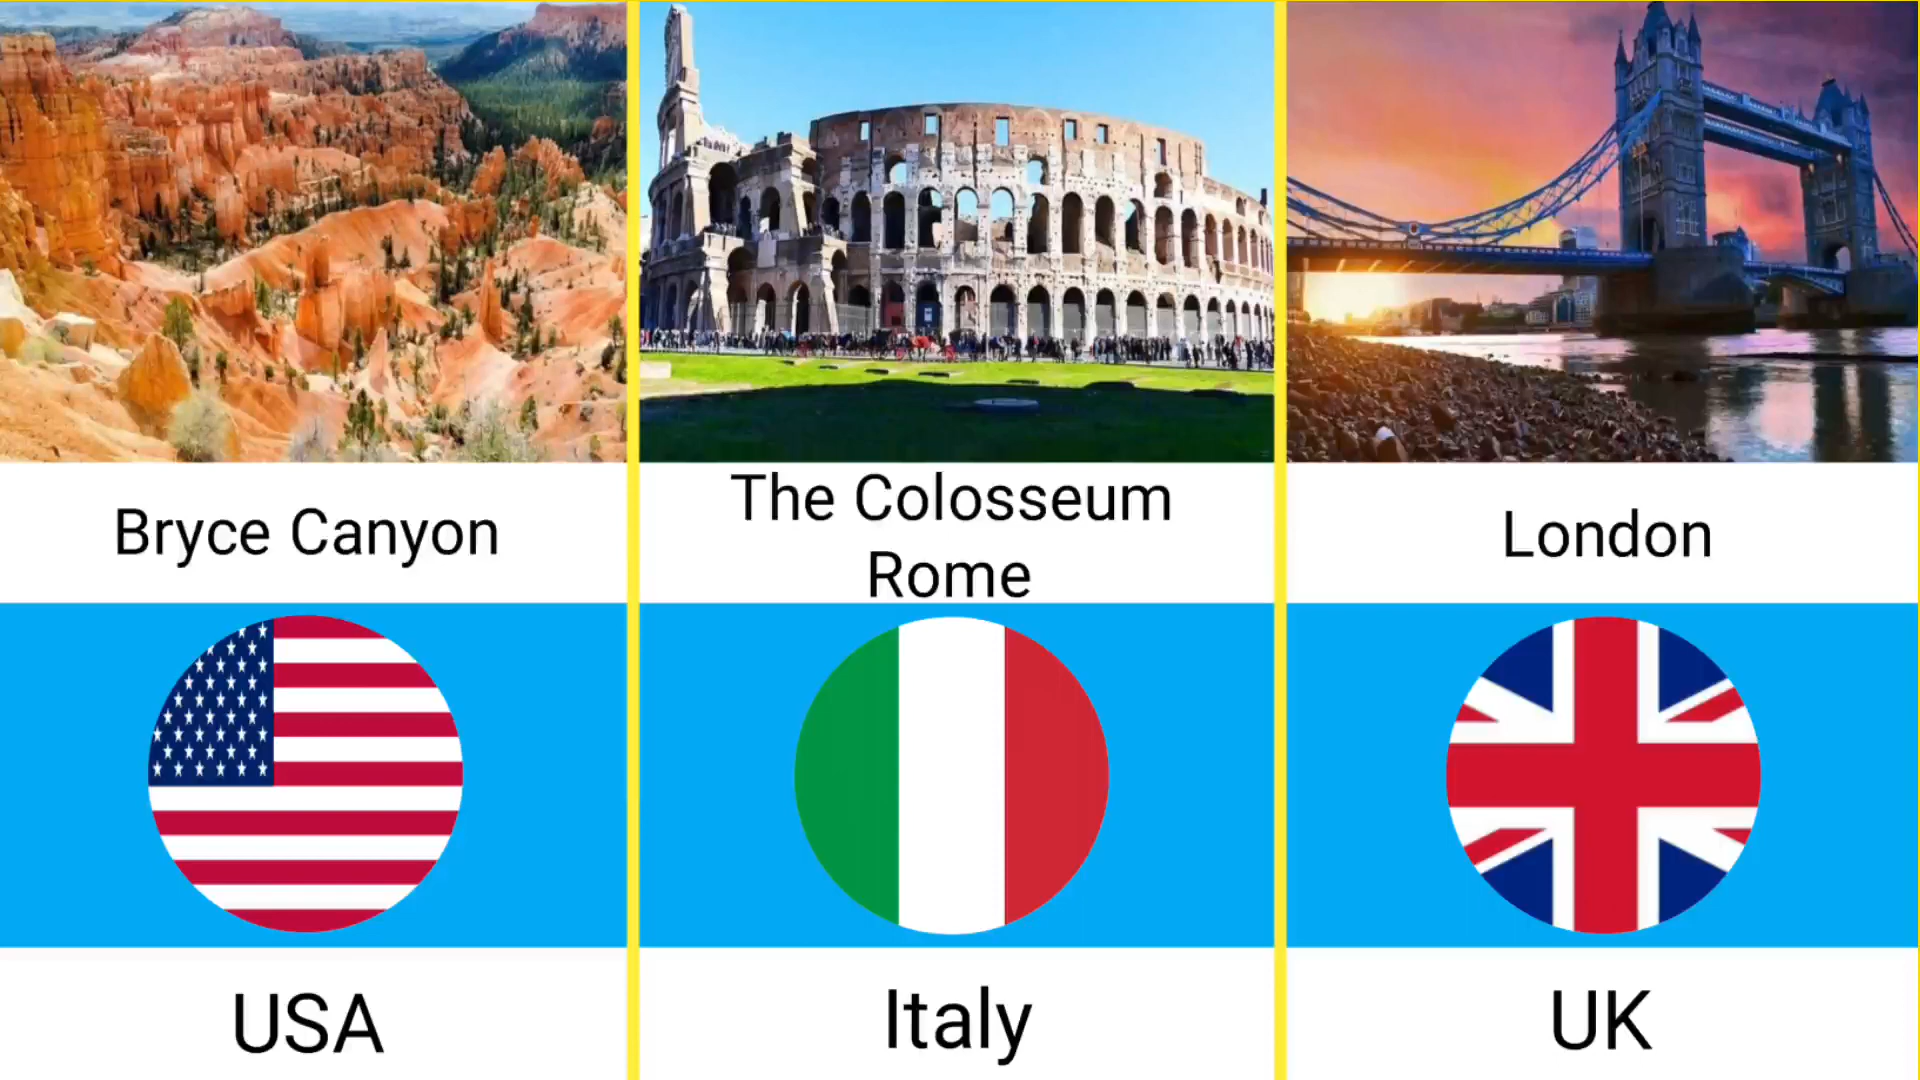 Bryce Canyon
The Colosseum
Rome
London
USA
Italy
UK